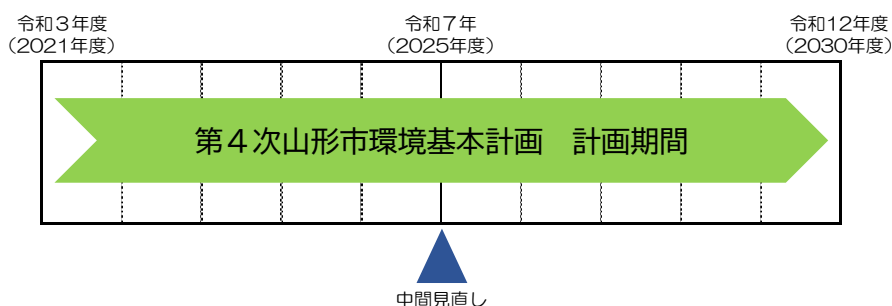 令和３年度
（2021年度）
令和７年
（2025年度）
令和12年度
（2030年度）
第４次山形市環境基本計画　計画期間
中間見直し